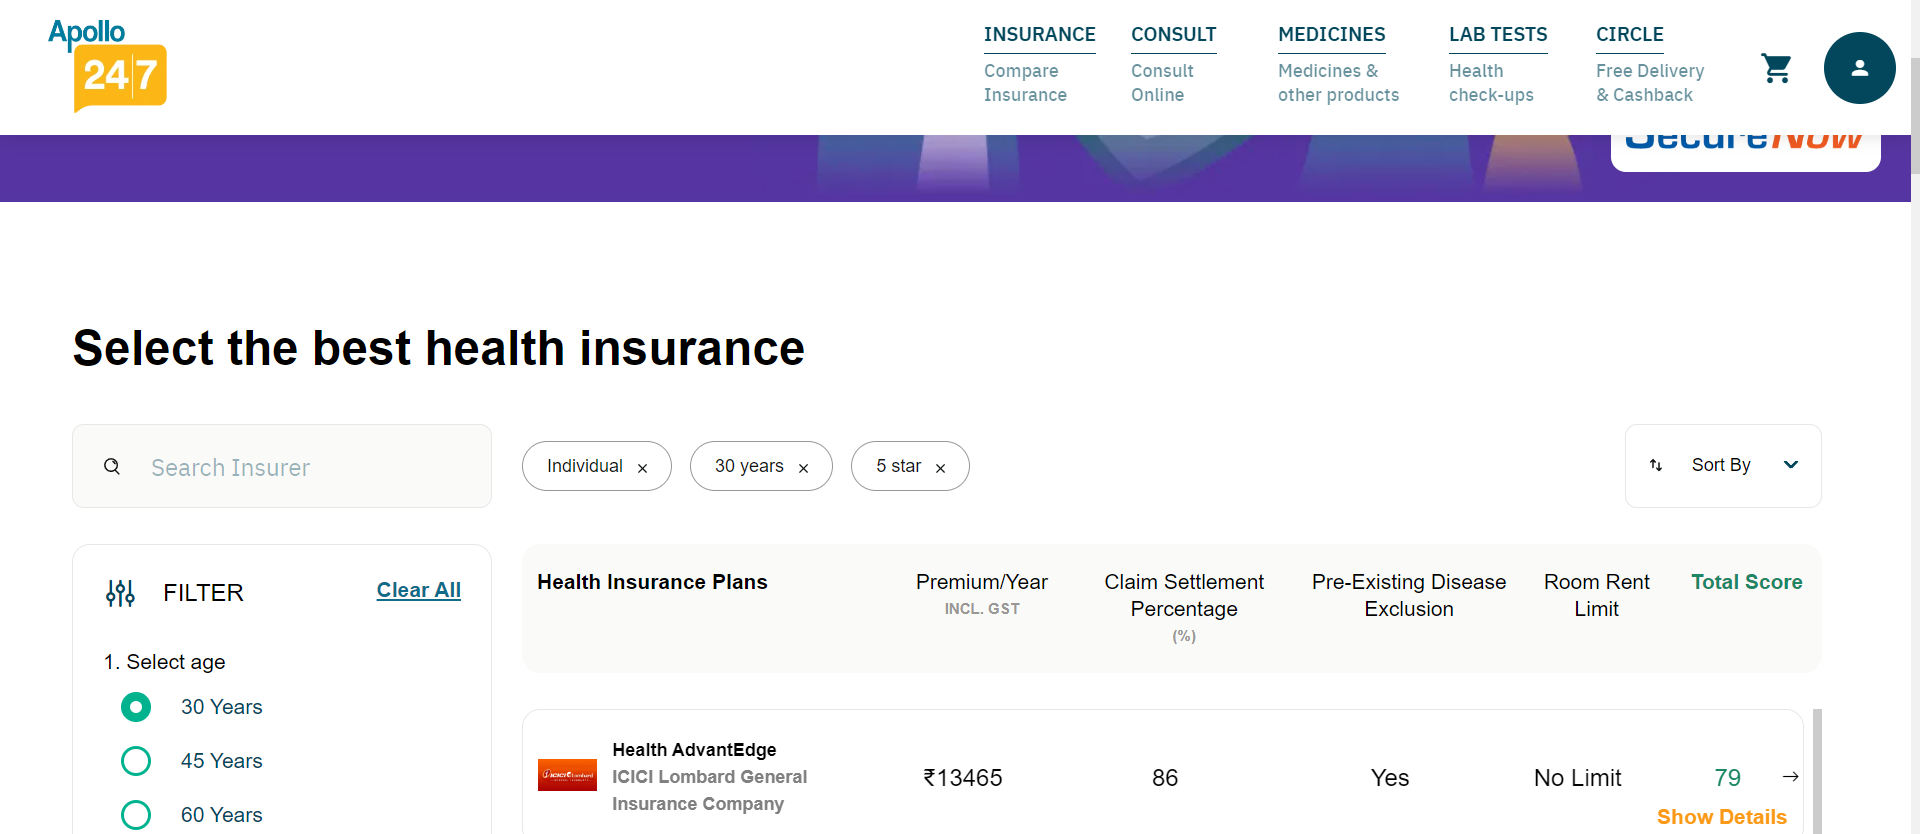 Apollo
24|7
INSURANCE
Compare
Insurance
CONSULT
Consult
Online
MEDICINES
Medicines &
other products
LAB TESTS
Health
check-ups
CIRCLE
Free Delivery
& Cashback
SecureNow
Select the best health insurance
Search Insurer
Individual ×
30 years ×
5 star ×
Sort By
FILTER
Clear All
1. Select age
30 Years
45 Years
60 Years
Health Insurance Plans
Premium/Year
INCL. GST
Claim Settlement
Percentage
(%)
Pre-Existing Disease
Exclusion
Room Rent
Limit
Total Score
Health AdvantEdge
ICICI Lombard General
Insurance Company
₹13465
86
Yes
No Limit
79
Show Details